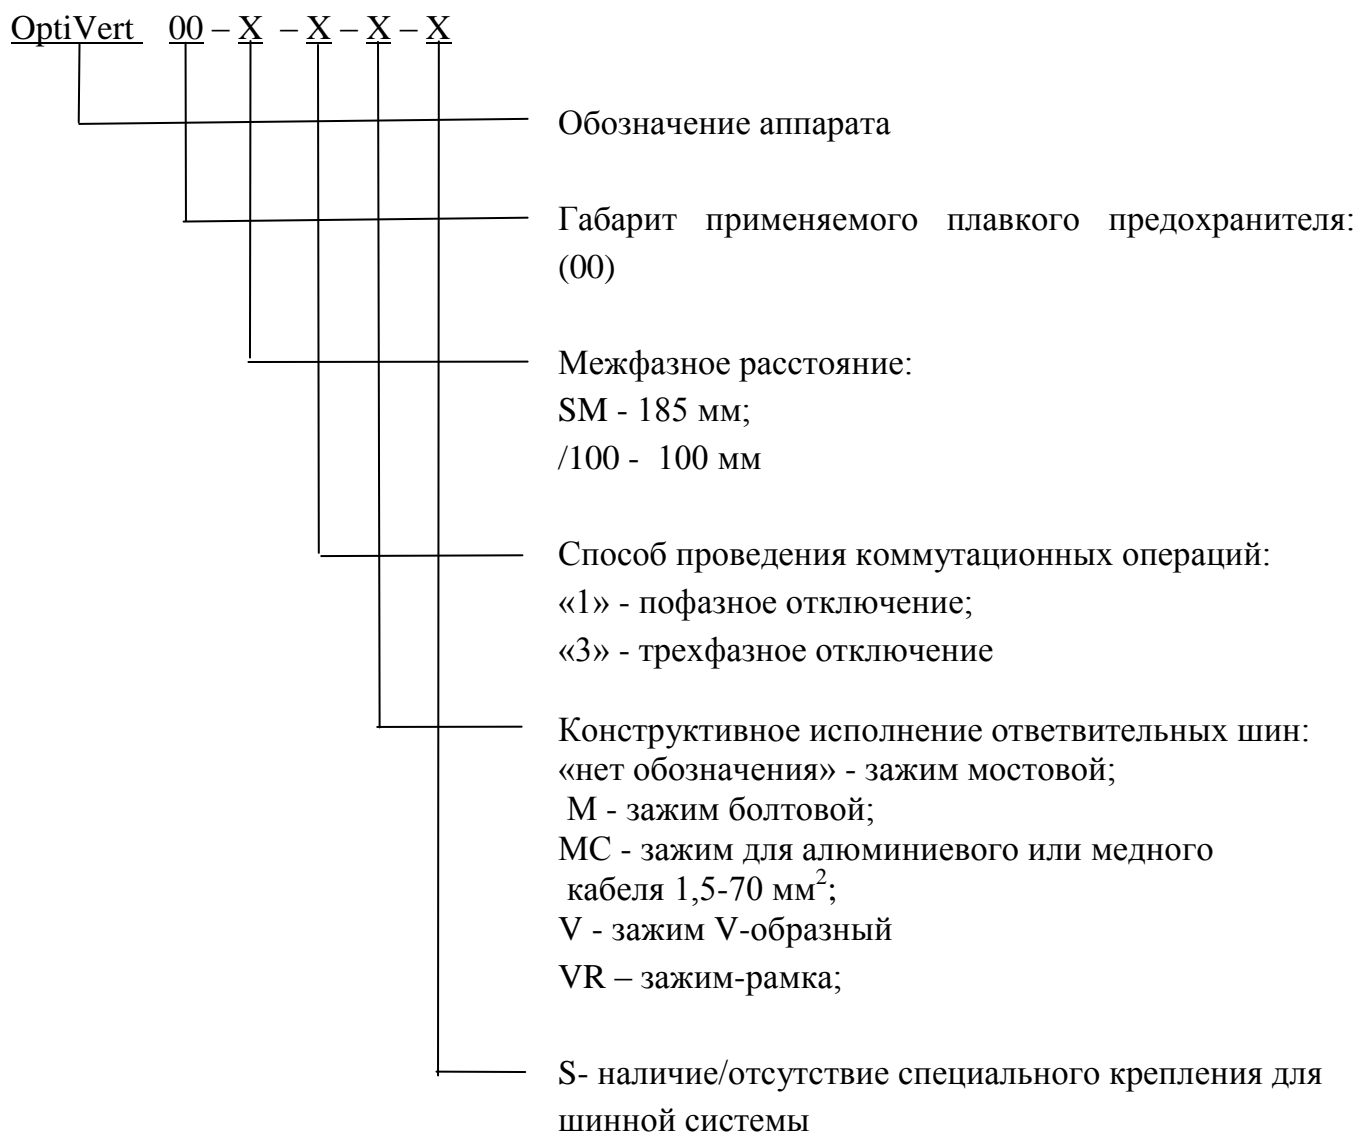 OptiVert 00 – X – X – X – X
Обозначение аппарата
Габарит применяемого плавкого предохранителя:
(00)
Межфазное расстояние:
SM - 185 мм;
/100 - 100 мм
Способ проведения коммутационных операций:
«1» - пофазное отключение;
«3» - трехфазное отключение
Конструктивное исполнение ответвительных шин:
«нет обозначения» - зажим мостовой;
M - зажим болтовой;
MC - зажим для алюминиевого или медного
кабеля 1,5-70 мм²;
V - зажим V-образный
VR – зажим-рамка;
S- наличие/отсутствие специального крепления для
шинной системы